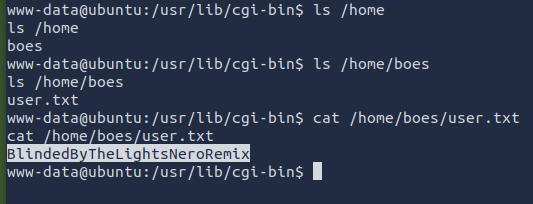 www-data@ubuntu:/usr/lib/cgi-bin$ ls /home
ls /home
boes
www-data@ubuntu:/usr/lib/cgi-bin$ ls /home/boes
ls /home/boes
user.txt
www-data@ubuntu:/usr/lib/cgi-bin$ cat /home/boes/user.txt
cat /home/boes/user.txt
BlindedByTheLightsNeroRemix
www-data@ubuntu:/usr/lib/cgi-bin$